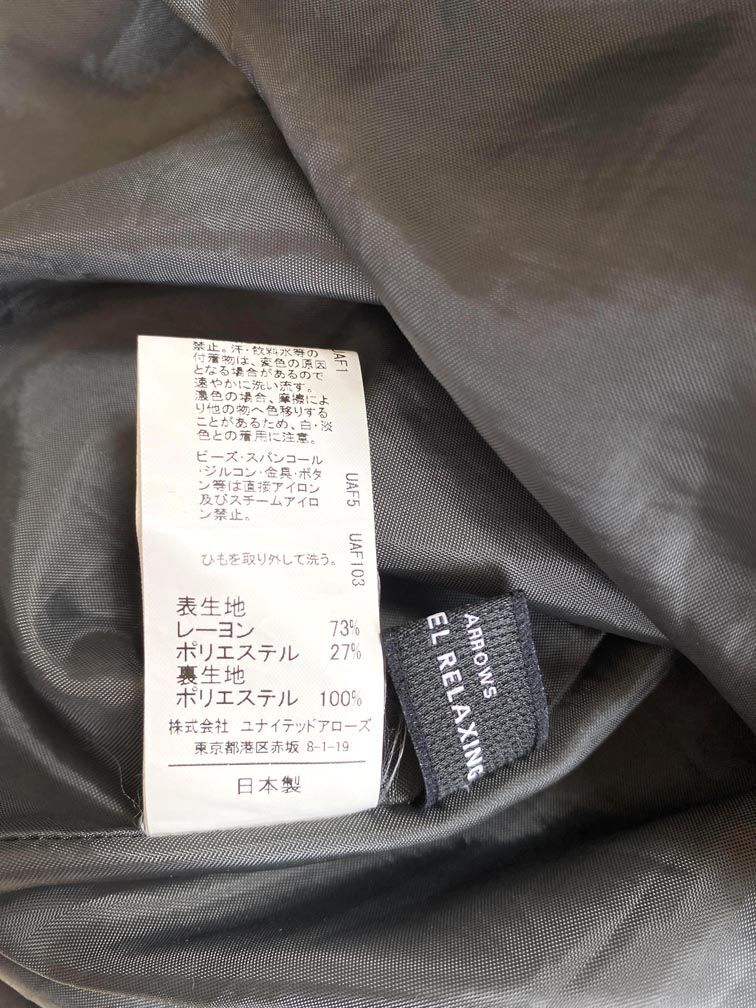 禁止。汗・飲料水等の
付着物は、変色の原因
となる場合があるので
速やかに洗い流す。
濃色の場合、摩擦によ
り他の物へ色移りする
ことがあるため、白・淡
色との着用に注意。
UAF1
ビーズ・スパンコール
・ジルコン・金具・ボタ
ン等は直接アイロン
及びスチームアイロ
ン禁止。
UAF5
ひもを取り外して洗う。
UAF103
表生地
レーヨン 73%
ポリエステル 27%
裏生地
ポリエステル 100%
株式会社 ユナイテッドアローズ
東京都港区赤坂 8-1-19
日本製
ARROWS
EL RELAXING